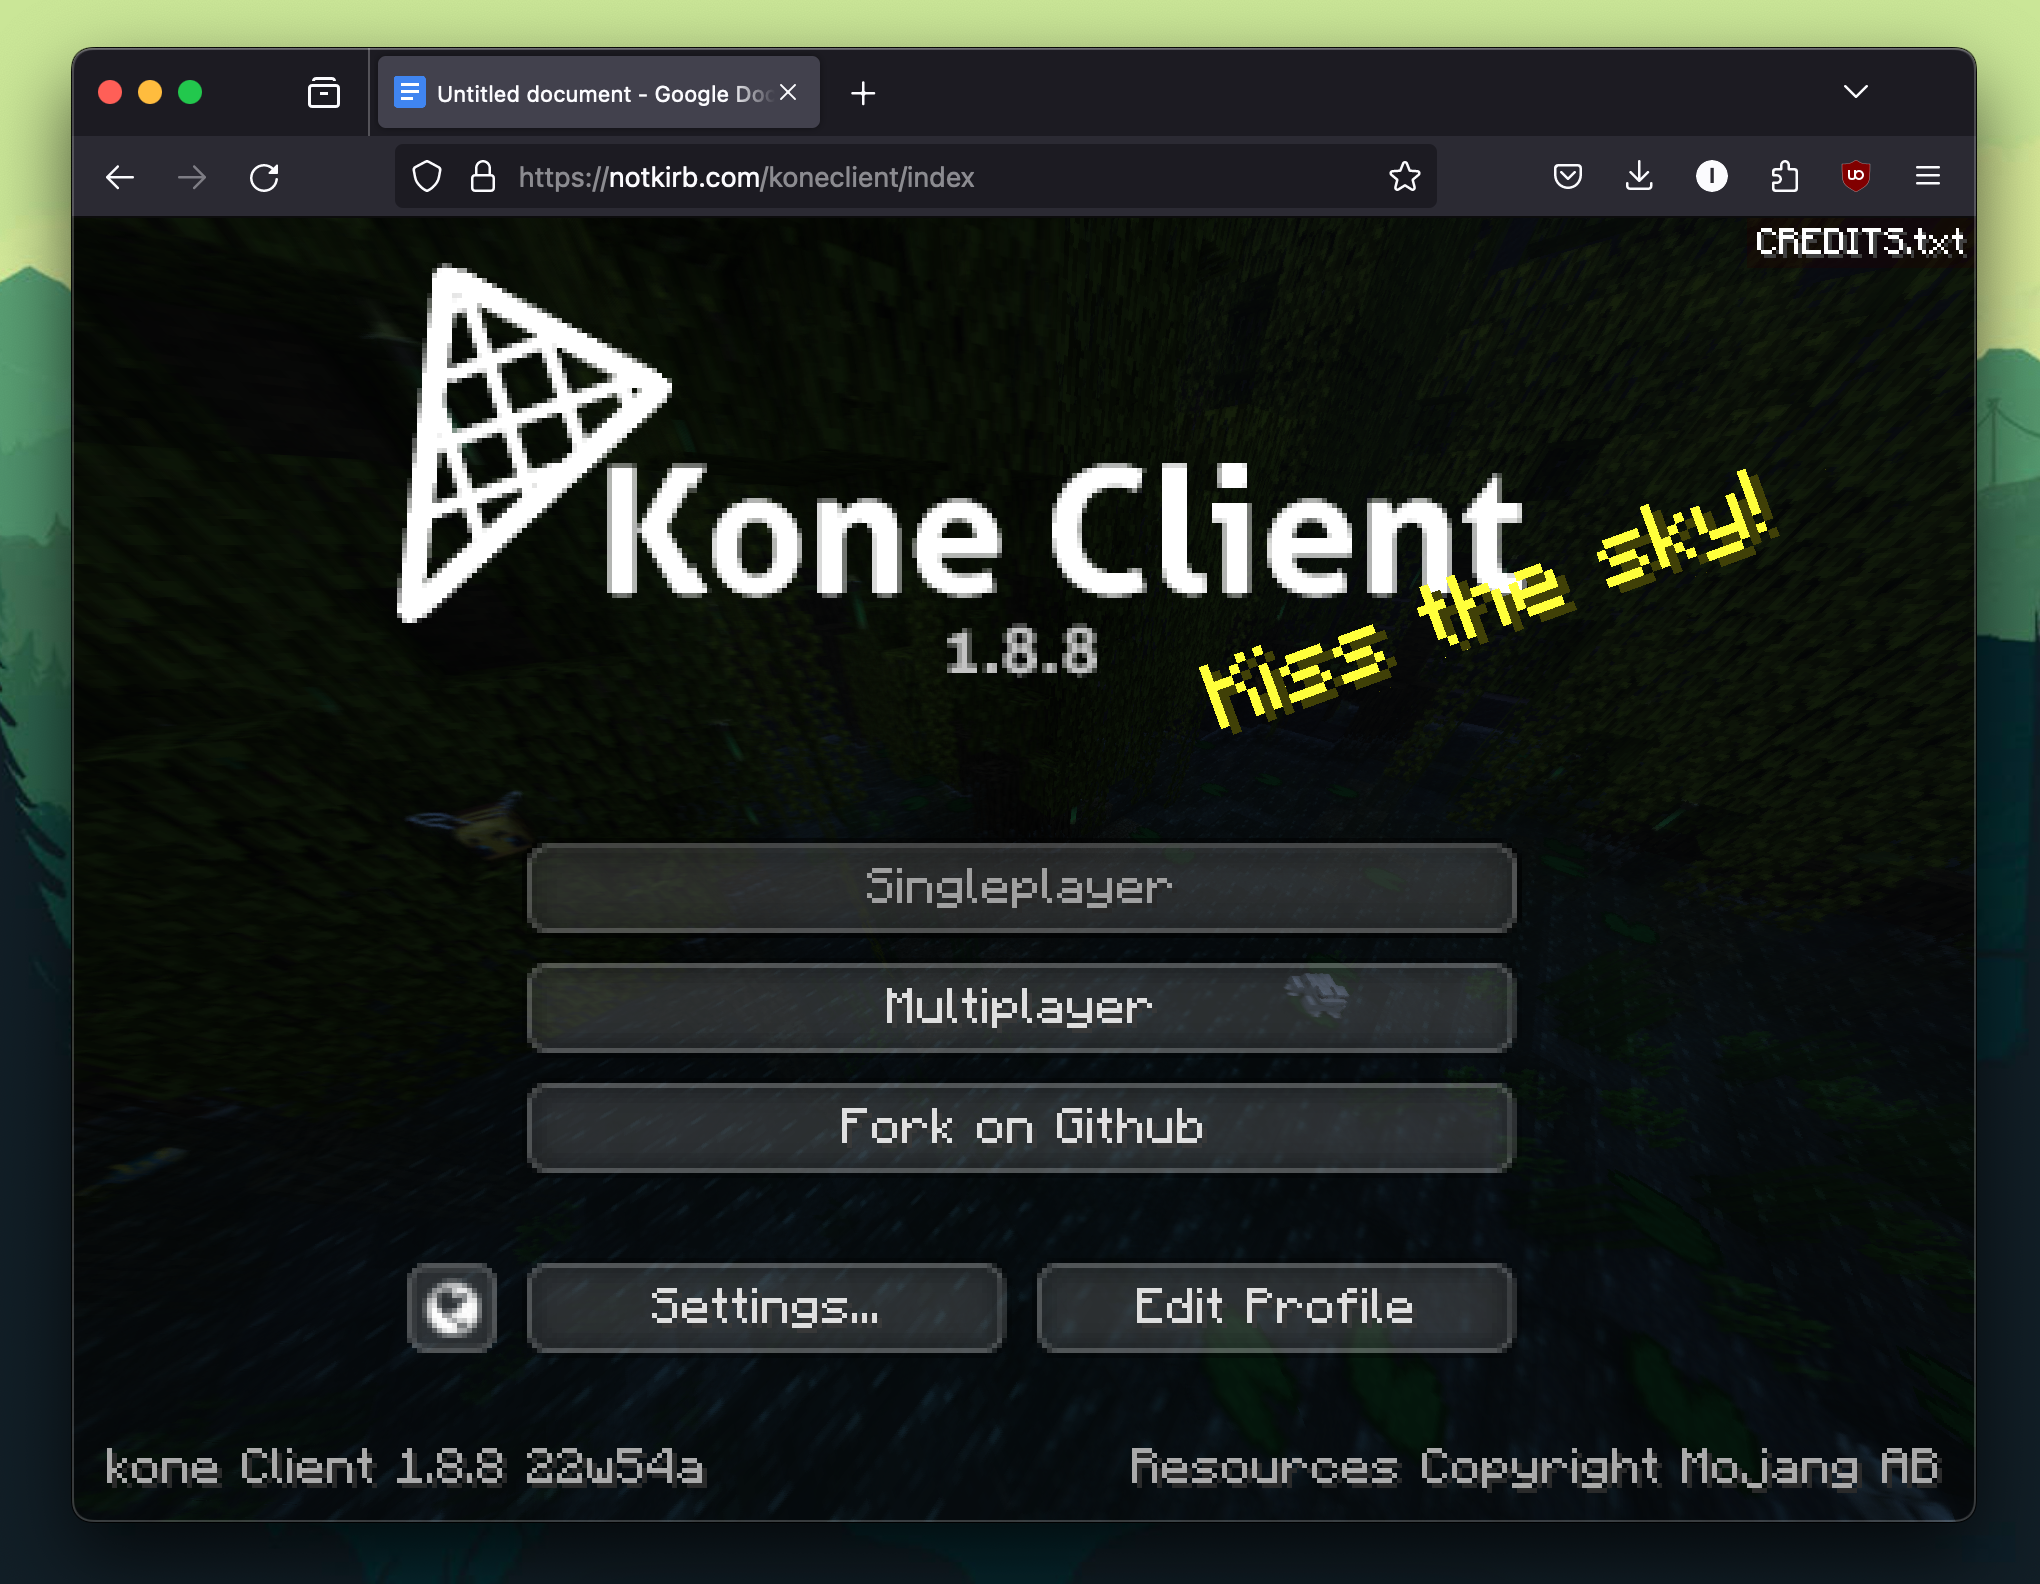 Untitled document - Google Doc
https://notkirb.com/koneclient/index
CREDITS.txt
Kone Client
1.8.8
Kiss the sky!
Singleplayer
Multiplayer
Fork on Github
Settings...
Edit Profile
kone Client 1.8.8 22w54a
Resources Copyright Mojang AB